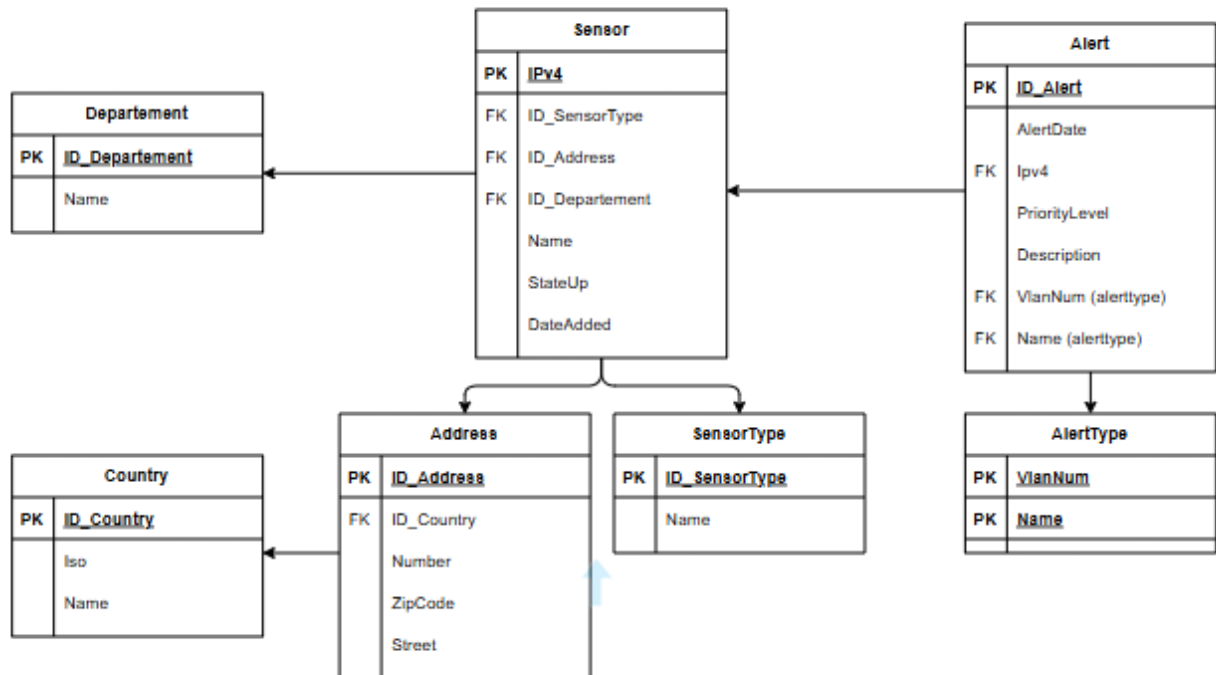 Sensor
PK IPv4
FK ID_SensorType
FK ID_Address
FK ID_Departement
Name
StateUp
DateAdded
Alert
PK ID_Alert
AlertDate
FK Ipv4
PriorityLevel
Description
FK VlanNum (alerttype)
FK Name (alerttype)
Departement
PK ID_Departement
Name
Address
PK ID_Address
FK ID_Country
Number
ZipCode
Street
SensorType
PK ID_SensorType
Name
AlertType
PK VlanNum
PK Name
Country
PK ID_Country
Iso
Name